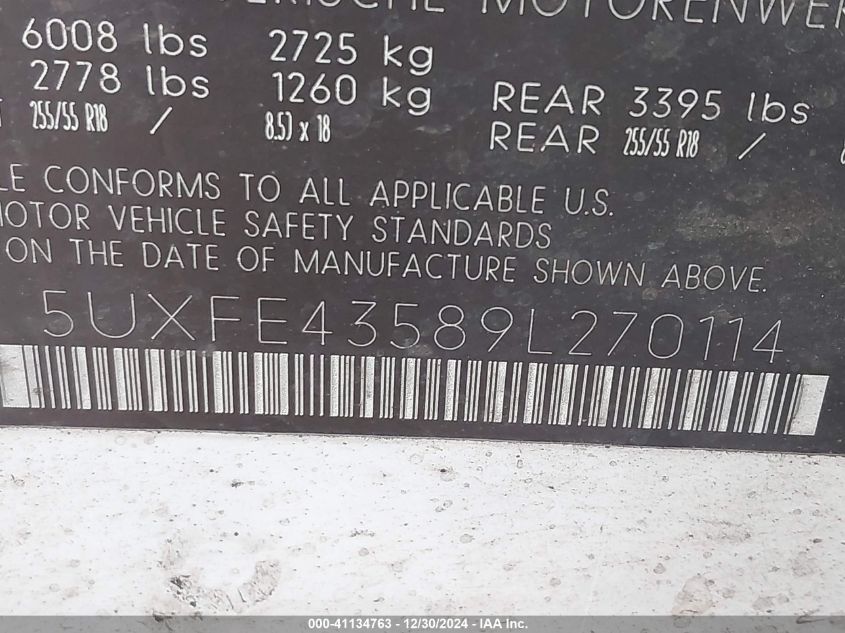 MOTORENWER
6008 lbs 2725 kg
2778 lbs 1260 kg REAR 3395 lbs
255/55 R18 / 8.5J x 18 REAR 255/55 R18 /
LE CONFORMS TO ALL APPLICABLE U.S.
MOTOR VEHICLE SAFETY STANDARDS
ON THE DATE OF MANUFACTURE SHOWN ABOVE.
5UXFE43589L270114
000-41134763 - 12/30/2024 - IAA Inc.